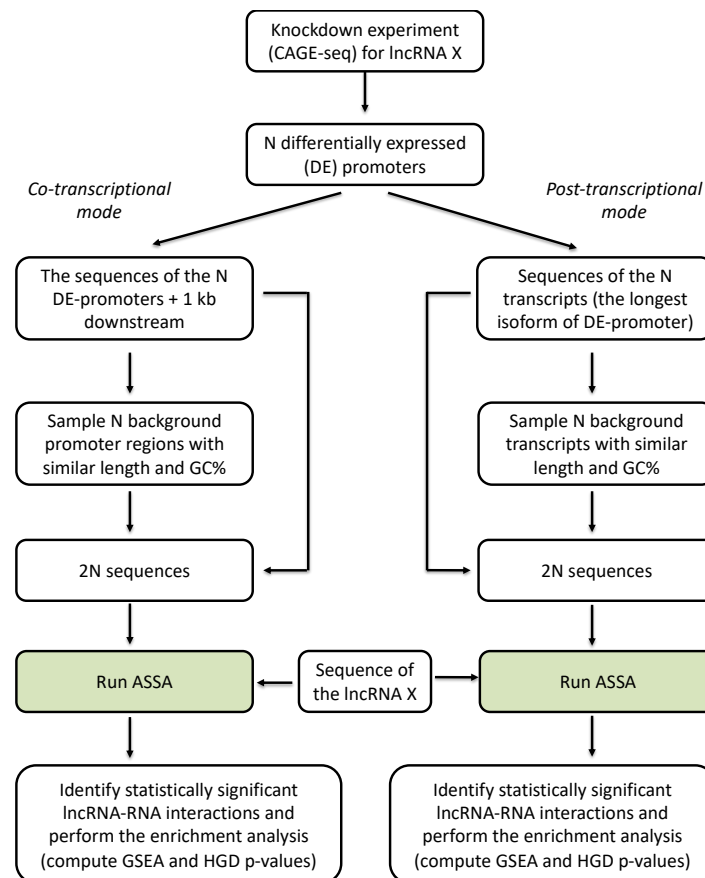 Knockdown experiment
(CAGE-seq) for lncRNA X
N differentially expressed
(DE) promoters
Co-transcriptional
mode
Post-transcriptional
mode
The sequences of the N
DE-promoters + 1 kb
downstream
Sequences of the N
transcripts (the longest
isoform of DE-promoter)
Sample N background
promoter regions with
similar length and GC%
Sample N background
transcripts with similar
length and GC%
2N sequences
2N sequences
Run ASSA
Sequence of
the lncRNA X
Run ASSA
Identify statistically significant
lncRNA-RNA interactions and
perform the enrichment analysis
(compute GSEA and HGD p-values)
Identify statistically significant
lncRNA-RNA interactions and
perform the enrichment analysis
(compute GSEA and HGD p-values)